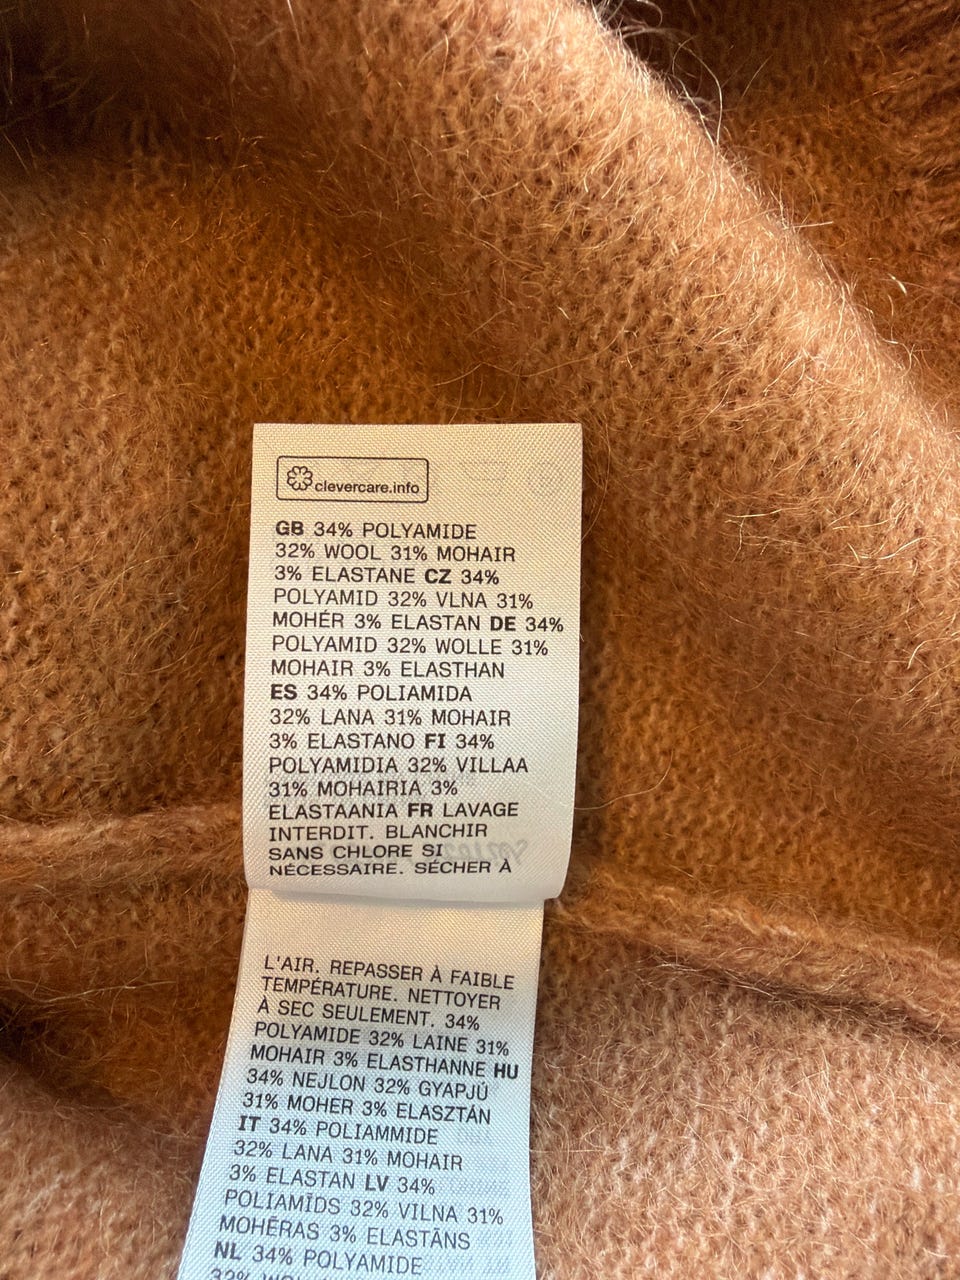 clevercare.info
GB 34% POLYAMIDE
32% WOOL 31% MOHAIR
3% ELASTANE CZ 34%
POLYAMID 32% VLNA 31%
MOHÉR 3% ELASTAN DE 34%
POLYAMID 32% WOLLE 31%
MOHAIR 3% ELASTHAN
ES 34% POLIAMIDA
32% LANA 31% MOHAIR
3% ELASTANO FI 34%
POLYAMIDIA 32% VILLAA
31% MOHAIRIA 3%
ELASTAANIA FR LAVAGE
INTERDIT. BLANCHIR
SANS CHLORE SI
NÉCESSAIRE. SÉCHER À
L'AIR. REPASSER À FAIBLE
TEMPÉRATURE. NETTOYER
À SEC SEULEMENT. 34%
POLYAMIDE 32% LAINE 31%
MOHAIR 3% ELASTHANNE HU
34% NEJLON 32% GYAPJÚ
31% MOHER 3% ELASZTÁN
IT 34% POLIAMMIDE
32% LANA 31% MOHAIR
3% ELASTAN LV 34%
POLIAMĪDS 32% VILNA 31%
MOHĒRAS 3% ELASTĀNS
NL 34% POLYAMIDE
32%